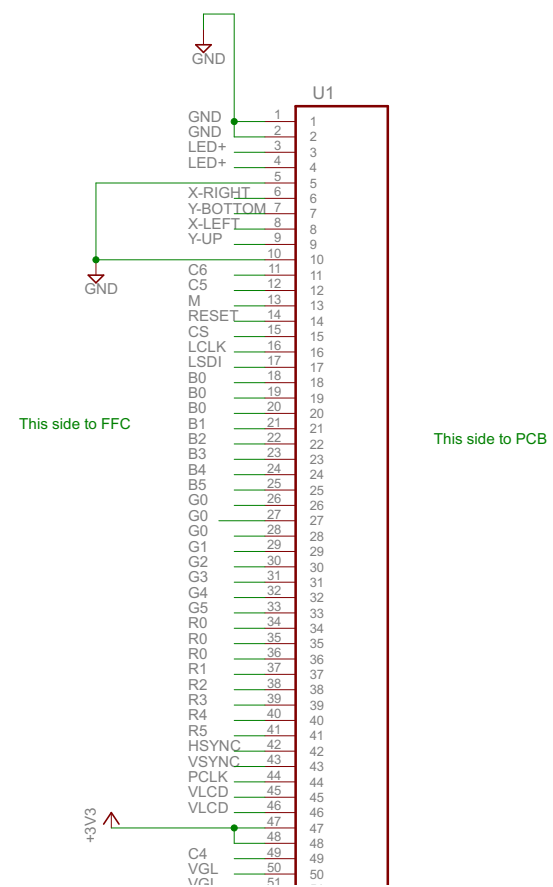 GND
U1
GND 1 1
GND 2 2
LED+ 3 3
LED+ 4 4
5 5
X-RIGHT 6 6
Y-BOTTOM 7 7
X-LEFT 8 8
Y-UP 9 9
10 10
GND
C6 11 11
C5 12 12
M 13 13
RESET 14 14
CS 15 15
LCLK 16 16
LSDI 17 17
B0 18 18
B0 19 19
B0 20 20
This side to FFC
B1 21 21
This side to PCB
B2 22 22
B3 23 23
B4 24 24
B5 25 25
G0 26 26
G0 27 27
G0 28 28
G1 29 29
G2 30 30
G3 31 31
G4 32 32
G5 33 33
R0 34 34
R0 35 35
R0 36 36
R1 37 37
R2 38 38
R3 39 39
R4 40 40
R5 41 41
HSYNC 42 42
VSYNC 43 43
PCLK 44 44
VLCD 45 45
VLCD 46 46
+3V3
47 47
48 48
C4 49 49
VGL 50 50
VGL 51